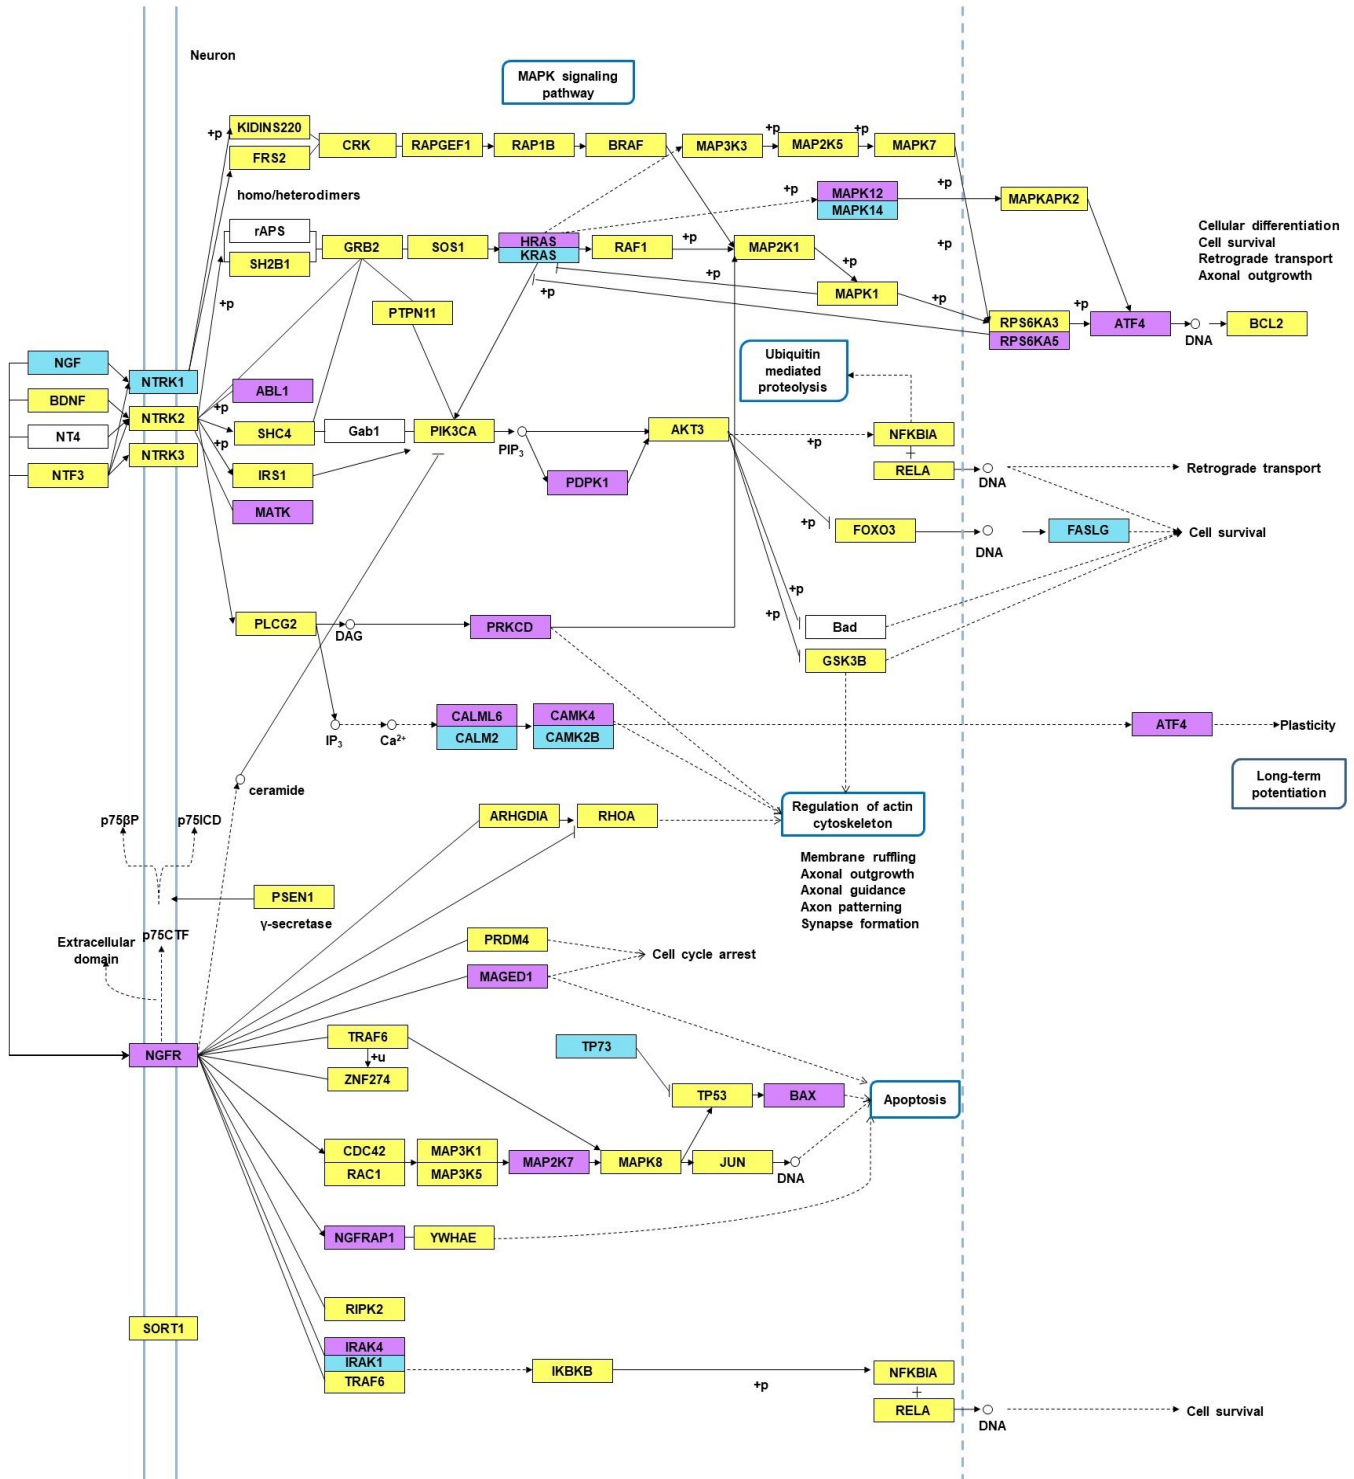 Neuron
MAPK signaling
pathway
KIDINS220
FRS2
+p
CRK
RAPGEF1
RAP1B
BRAF
MAP3K3
+p
MAP2K5
+p
MAPK7
homo/heterodimers
rAPS
SH2B1
+p
GRB2
SOS1
HRAS
KRAS
RAF1
+p
MAP2K1
+p
MAPK12
MAPK14
+p
MAPKAPK2
+p
Cellular differentiation
Cell survival
Retrograde transport
Axonal outgrowth
PTPN11
+p
+p
+p
MAPK1
+p
RPS6KA3
RPS6KA5
+p
ATF4
DNA
BCL2
NGF
BDNF
NT4
NTF3
NTRK1
NTRK2
NTRK3
ABL1
+p
SHC4
+p
IRS1
MATK
Gab1
PIK3CA
PIP3
PDPK1
AKT3
Ubiquitin
mediated
proteolysis
+p
NFKBIA
+
RELA
DNA
Retrograde transport
+p
FOXO3
DNA
FASLG
Cell survival
+p
+p
Bad
GSK3B
PLCG2
DAG
PRKCD
IP3
Ca2+
CALML6
CALM2
CAMK4
CAMK2B
ATF4
Plasticity
Long-term
potentiation
ceramide
p75βP
p75ICD
ARHGDIA
RHOA
Regulation of actin
cytoskeleton
Membrane ruffling
Axonal outgrowth
Axonal guidance
Axon patterning
Synapse formation
PSEN1
γ-secretase
p75CTF
Extracellular
domain
PRDM4
MAGED1
Cell cycle arrest
NGFR
TRAF6
+u
ZNF274
TP73
TP53
BAX
Apoptosis
CDC42
RAC1
MAP3K1
MAP3K5
MAP2K7
MAPK8
JUN
DNA
NGFRAP1
YWHAE
RIPK2
SORT1
IRAK4
IRAK1
TRAF6
IKBKB
+p
NFKBIA
+
RELA
DNA
Cell survival